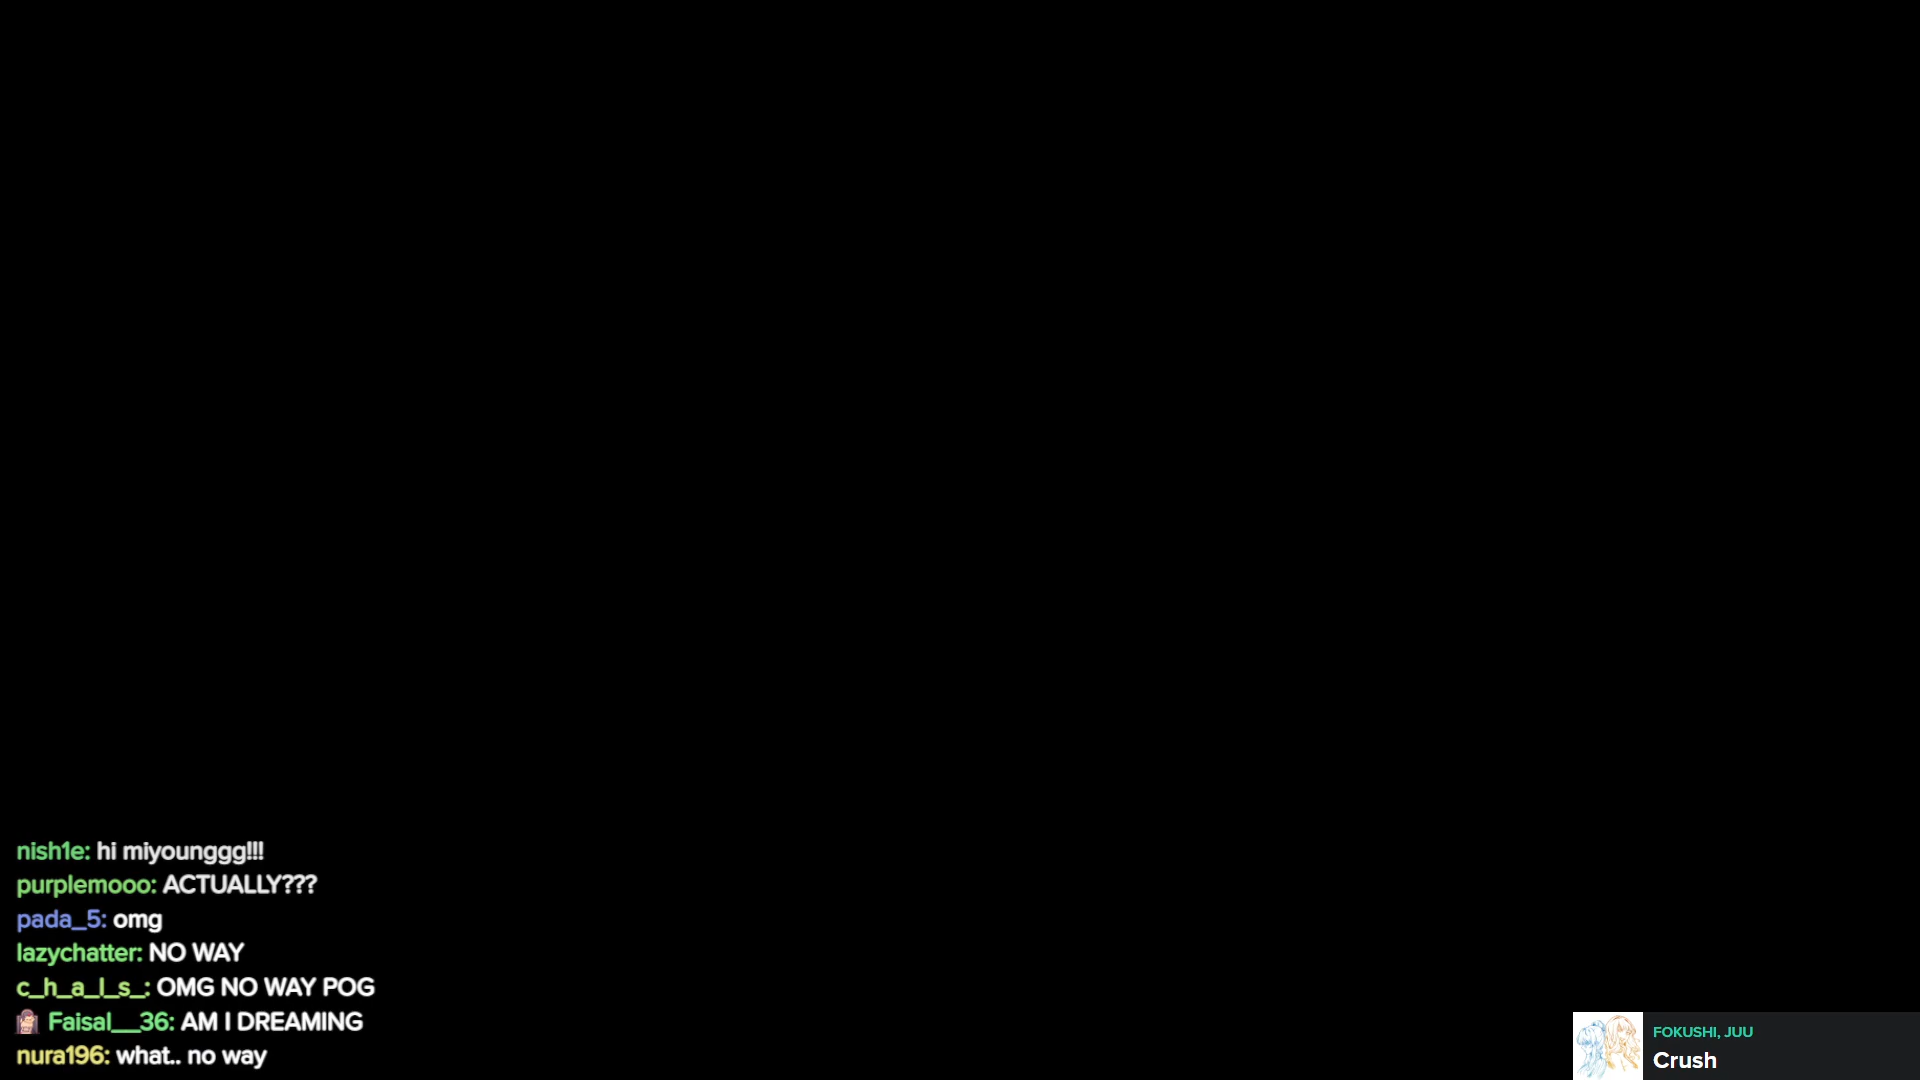 nish1e: hi miyounggg!!!
purplemooo: ACTUALLY???
pada_5: omg
lazychatter: NO WAY
c_h_a_l_s_: OMG NO WAY POG
Faisal__36: AM I DREAMING
nura196: what.. no way
FOKUSHI, JUU
Crush